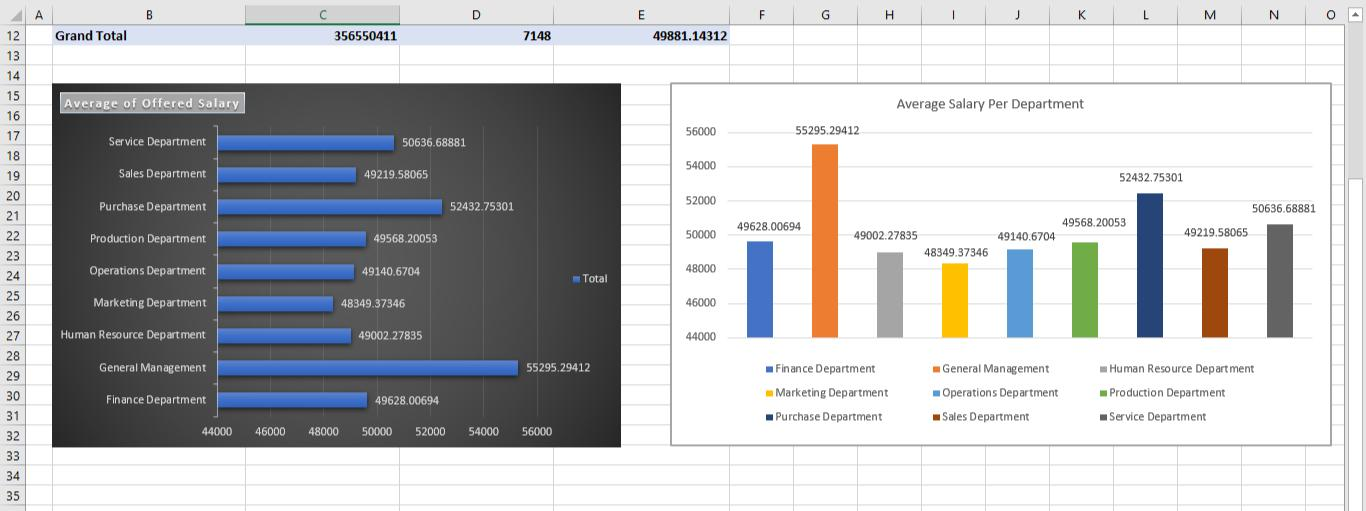 A B C D E F G H I J K L M N O
12 Grand Total 356550411 7148 49881.14312
13
14
15
16
17
18
19
20
21
22
23
24
25
26
27
28
29
30
31
32
33
34
35
Average of Offered Salary
Service Department 50636.68881
Sales Department 49219.58065
Purchase Department 52432.75301
Production Department 49568.20053
Operations Department 49140.6704
Marketing Department 48349.37346
Human Resource Department 49002.27835
General Management 55295.29412
Finance Department 49628.00694
44000 46000 48000 50000 52000 54000 56000
Total
Average Salary Per Department
56000
54000
52000
50000
48000
46000
44000
49628.00694 55295.29412 49002.27835 48349.37346 49140.6704 49568.20053 52432.75301 49219.58065 50636.68881
Finance Department General Management Human Resource Department
Marketing Department Operations Department Production Department
Purchase Department Sales Department Service Department